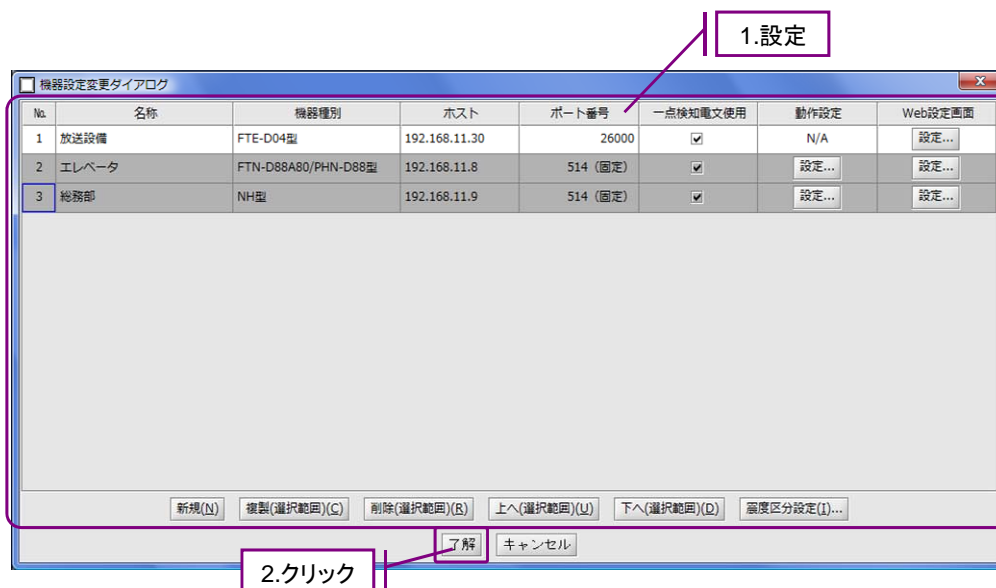 1.設定
機器設定変更ダイアログ
No. 名称 機器種別 ホスト ポート番号 一点検知電文使用 動作設定 Web設定画面
1 放送設備 FTE-D04型 192.168.11.30 26000 N/A 設定...
2 エレベータ FTN-D88A80/PHN-D88型 192.168.11.8 514（固定） 設定... 設定...
3 総務部 NH型 192.168.11.9 514（固定） 設定... 設定...
新規(N) 複製(選択範囲)(C) 削除(選択範囲)(R) 上へ(選択範囲)(U) 下へ(選択範囲)(D) 震度区分設定(I)...
了解 キャンセル
2.クリック